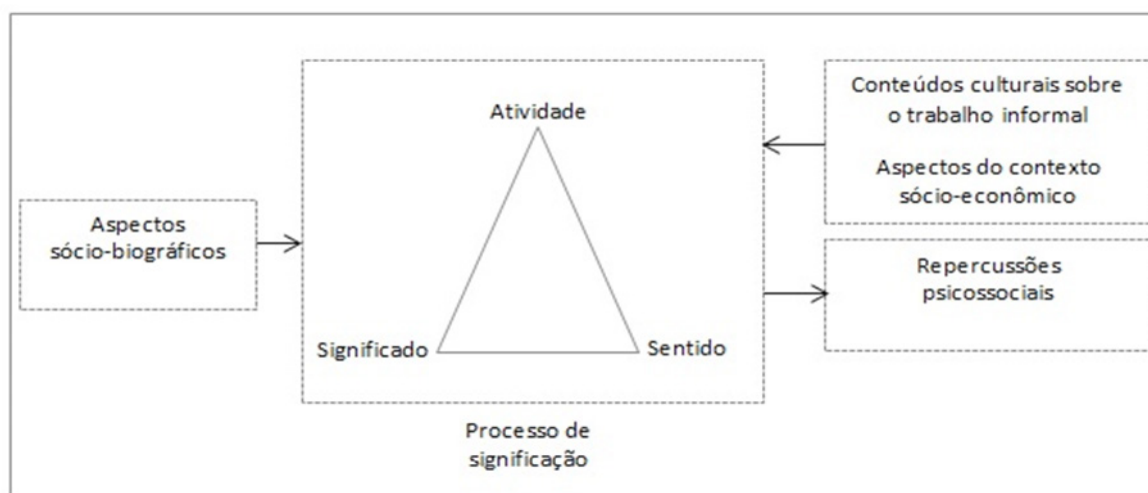 Aspectos
sócio-biográficos
Atividade
Significado
Sentido
Processo de
significação
Conteúdos culturais sobre
o trabalho informal
Aspectos do contexto
sócio-econômico
Repercussões
psicossociais